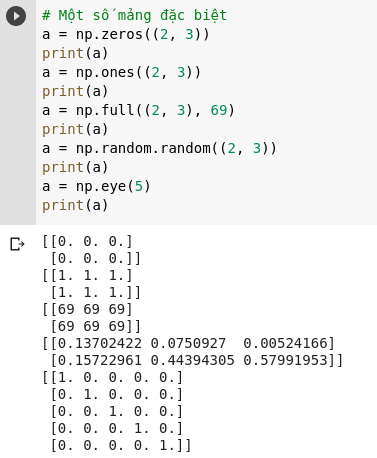 # Một số mảng đặc biệt
a = np.zeros((2, 3))
print(a)
a = np.ones((2, 3))
print(a)
a = np.full((2, 3), 69)
print(a)
a = np.random.random((2, 3))
print(a)
a = np.eye(5)
print(a)
[[0. 0. 0.]
 [0. 0. 0.]]
[[1. 1. 1.]
 [1. 1. 1.]]
[[69 69 69]
 [69 69 69]]
[[0.13702422 0.0750927  0.00524166]
 [0.15722961 0.44394305 0.57991953]]
[[1. 0. 0. 0. 0.]
 [0. 1. 0. 0. 0.]
 [0. 0. 1. 0. 0.]
 [0. 0. 0. 1. 0.]
 [0. 0. 0. 0. 1.]]